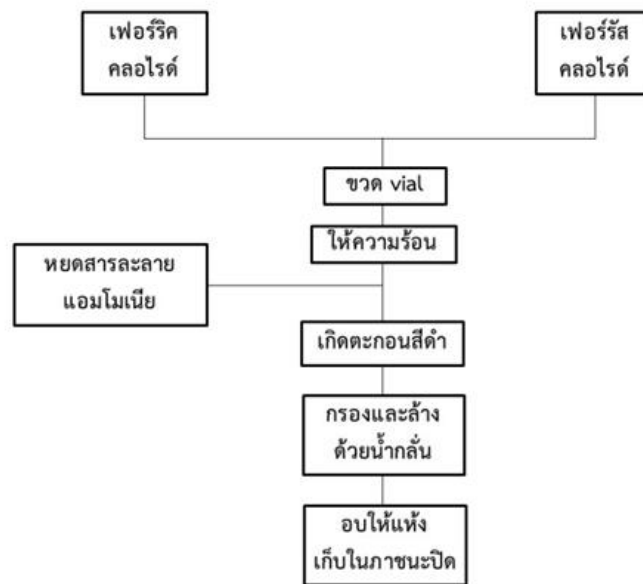 เฟอร์ริค
คลอไรด์
เฟอร์รัส
คลอไรด์
ขวด vial
ให้ความร้อน
หยดสารละลาย
แอมโมเนีย
เกิดตะกอนสีดำ
กรองและล้าง
ด้วยน้ำกลั่น
อบให้แห้ง
เก็บในภาชนะปิด